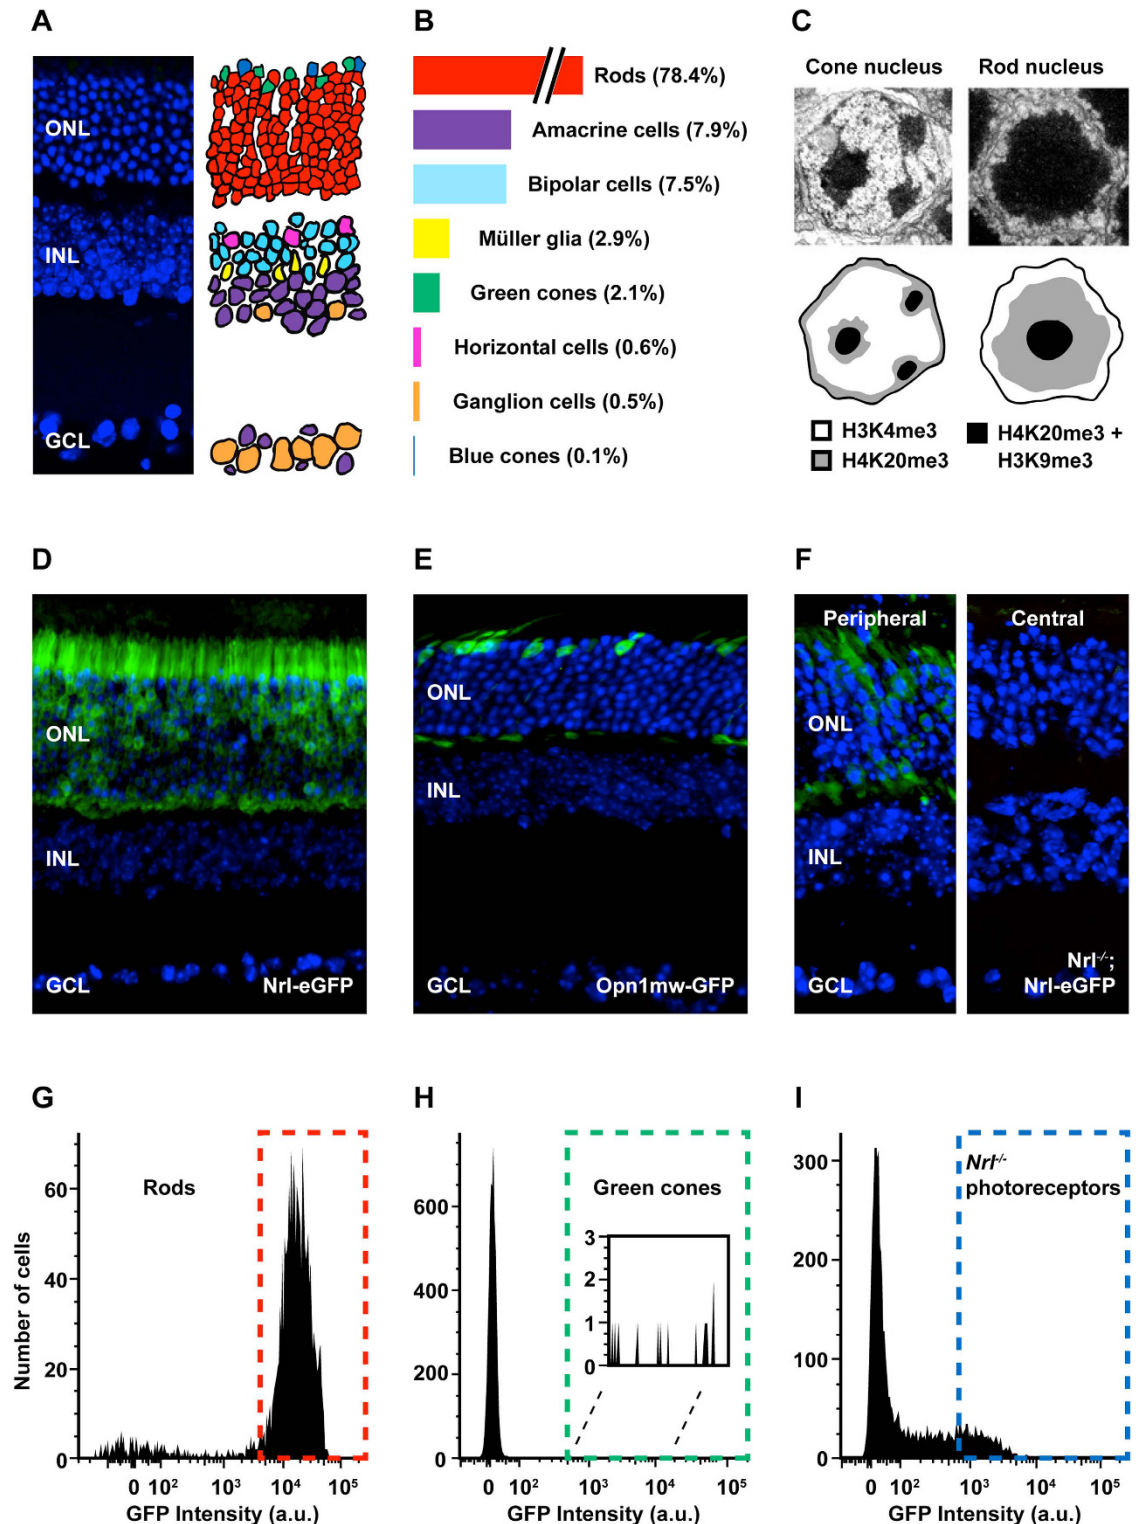 A
ONL
INL
GCL
B
Rods (78.4%)
Amacrine cells (7.9%)
Bipolar cells (7.5%)
Müller glia (2.9%)
Green cones (2.1%)
Horizontal cells (0.6%)
Ganglion cells (0.5%)
Blue cones (0.1%)
C
Cone nucleus
Rod nucleus
H3K4me3
H4K20me3
H4K20me3 +
H3K9me3
D
ONL
INL
GCL
Nrl-eGFP
E
ONL
INL
GCL
Opn1mw-GFP
F
Peripheral
Central
ONL
INL
GCL
Nrl-/-;
Nrl-eGFP
G
Rods
Number of cells
60
40
20
0
0 10² 10³ 10⁴ 10⁵
GFP Intensity (a.u.)
H
Green cones
600
400
200
0
3
2
1
0
0 10² 10³ 10⁴ 10⁵
GFP Intensity (a.u.)
I
Nrl-/-
photoreceptors
300
200
100
0
0 10² 10³ 10⁴ 10⁵
GFP Intensity (a.u.)